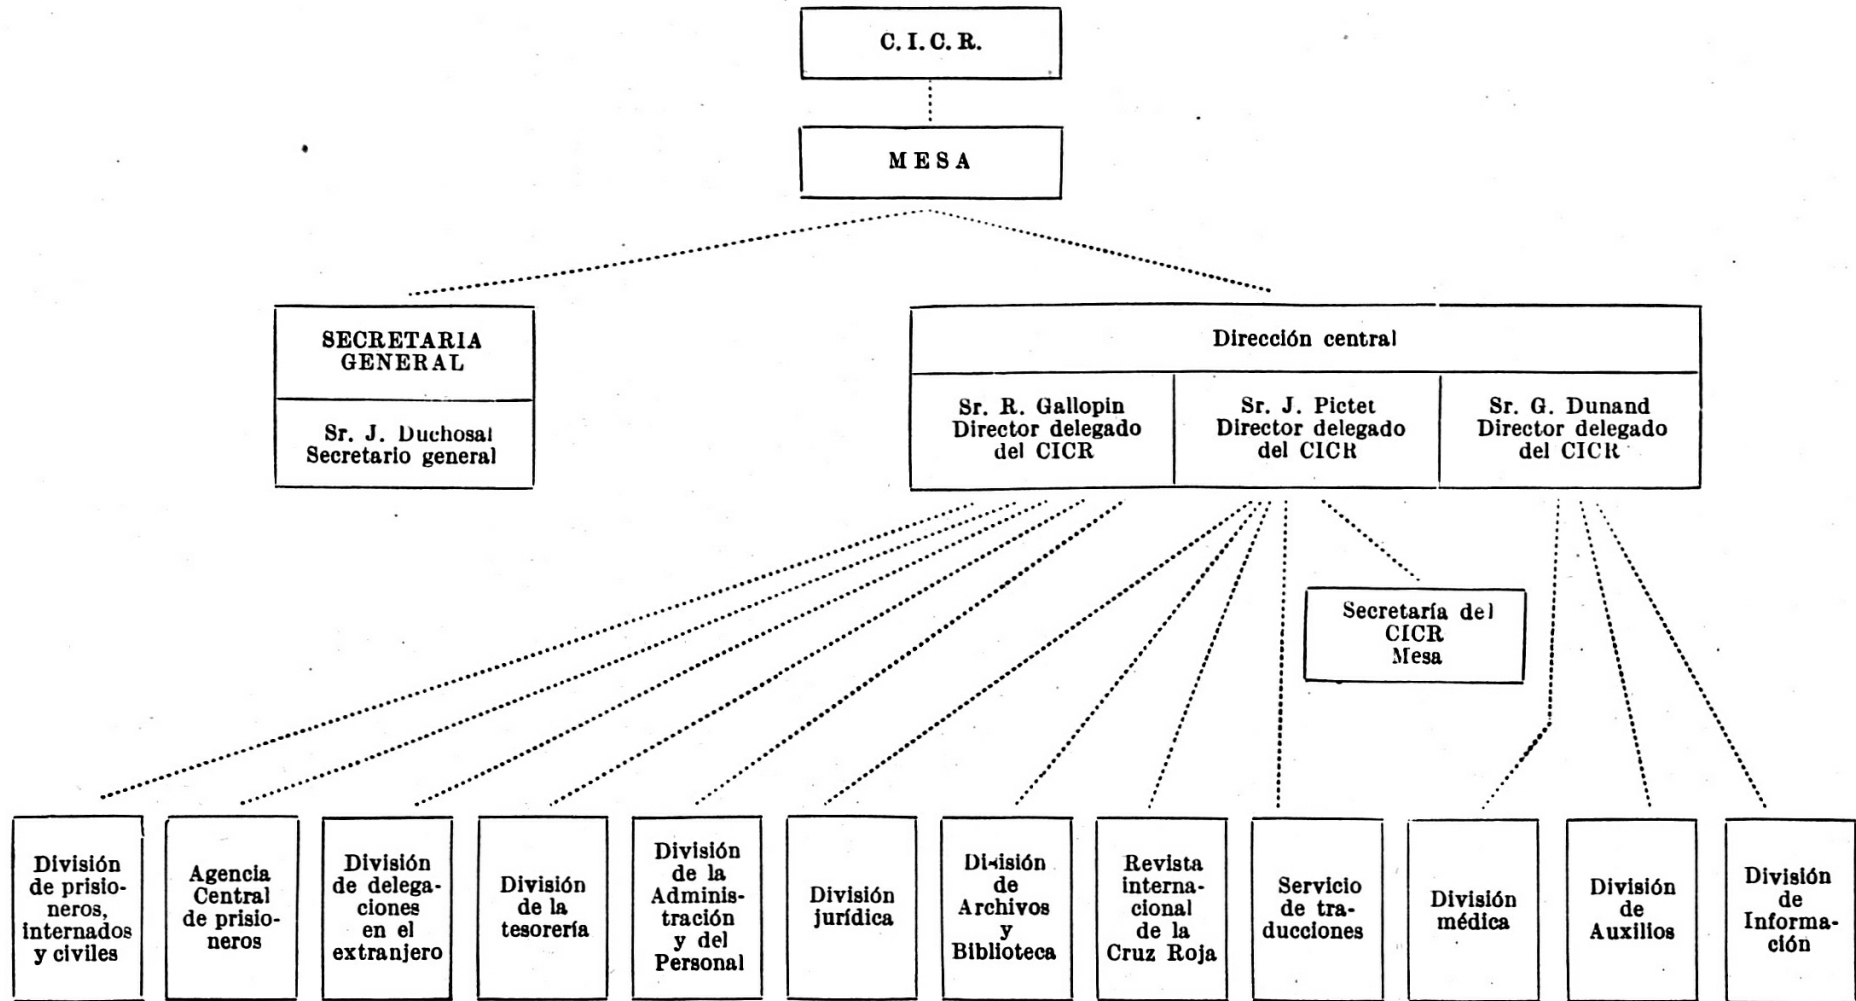 C. I. C. R.
MESA
SECRETARIA
GENERAL
Sr. J. Duchosal
Secretario general
Dirección central
Sr. R. Gallopin
Director delegado
del CICR
Sr. J. Pictet
Director delegado
del CICR
Sr. G. Dunand
Director delegado
del CICR
Secretaría del
CICR
Mesa
División
de prisio-
neros,
internados
y civiles
Agencia
Central
de prisio-
neros
División
de delega-
ciones
en el
extranjero
División
de la
tesorería
División
de la
Adminis-
tración
y del
Personal
División
jurídica
División
de
Archivos
y
Biblioteca
Revista
interna-
cional
de la
Cruz Roja
Servicio
de tra-
ducciones
División
médica
División
de
Auxilios
División
de
Informa-
ción